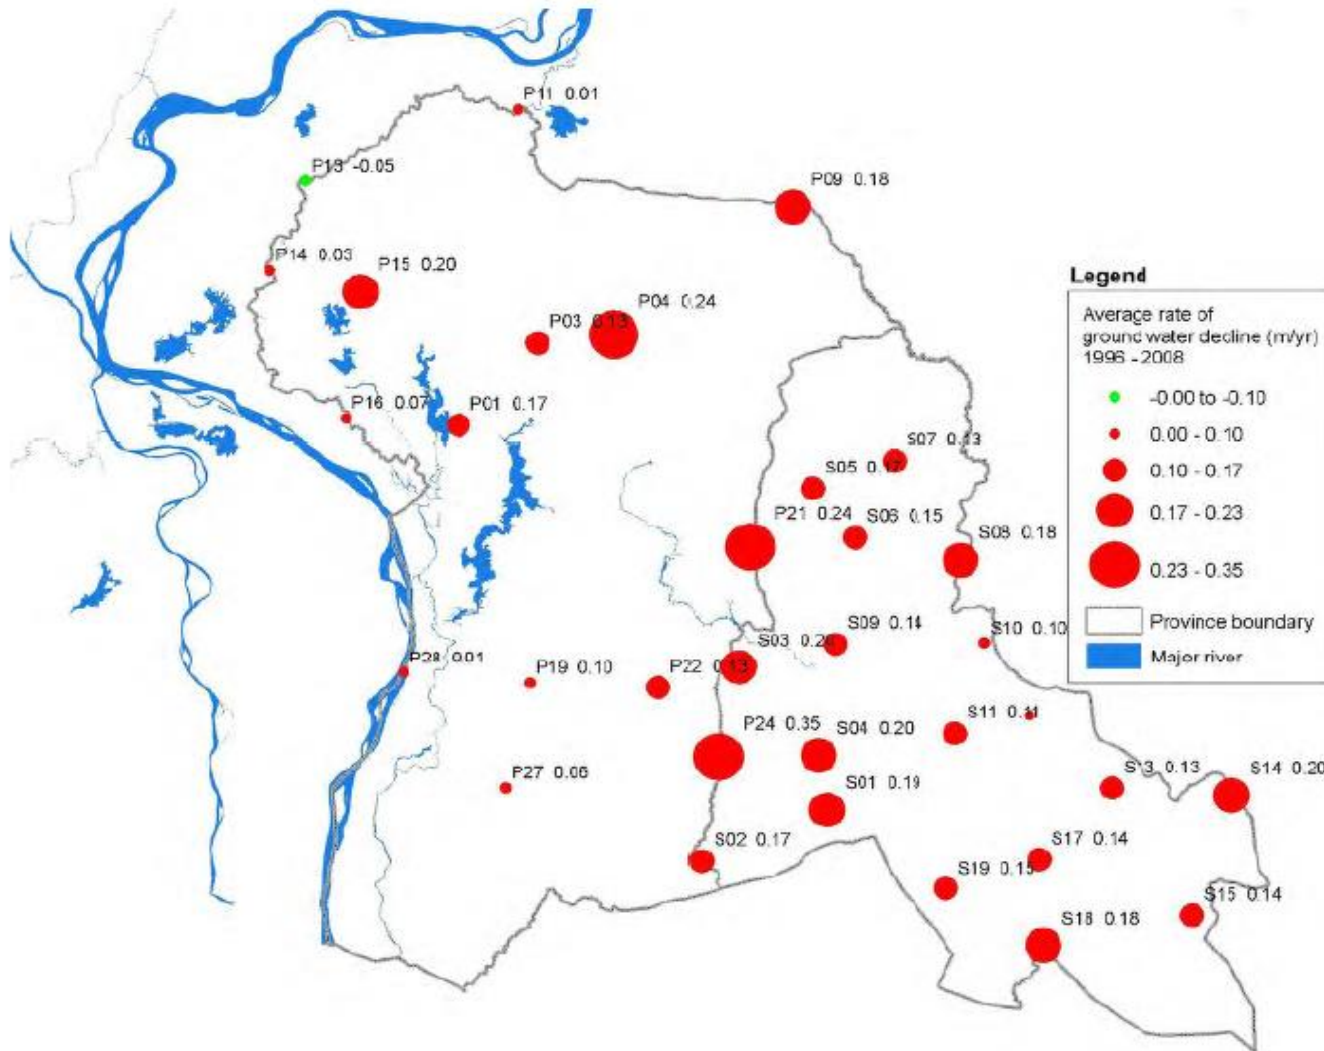 P11 0.01
P13 -0.05
P09 0.18
P14 0.03
P15 0.20
P04 0.24
P03 0.13
P16 0.07
P01 0.17
S07 0.13
S05 0.17
P21 0.24
S06 0.15
S08 0.18
S09 0.14
S10 0.10
S03 0.20
P28 0.01
P19 0.10
P22 0.13
P24 0.35
S04 0.20
S11 0.11
P27 0.06
S01 0.19
S13 0.13
S14 0.20
S02 0.17
S17 0.14
S19 0.15
S15 0.14
S18 0.18
Legend
Average rate of
ground water decline (m/yr)
1996 - 2008
-0.00 to -0.10
0.00 - 0.10
0.10 - 0.17
0.17 - 0.23
0.23 - 0.35
Province boundary
Major river